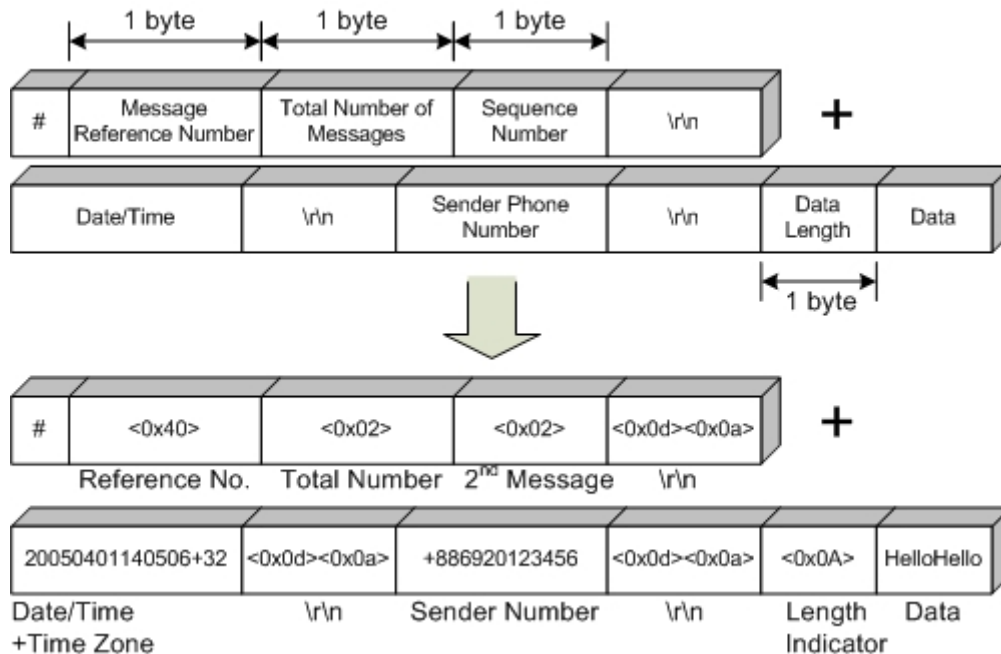 1 byte 1 byte 1 byte
# Message Reference Number Total Number of Messages Sequence Number \r\n +
Date/Time \r\n Sender Phone Number \r\n Data Length Data
1 byte
# <0x40> <0x02> <0x02> <0x0d><0x0a> +
Reference No. Total Number 2nd Message \r\n
20050401140506+32 <0x0d><0x0a> +886920123456 <0x0d><0x0a> <0x0A> HelloHello
Date/Time \r\n Sender Number \r\n Length Data
+Time Zone Indicator